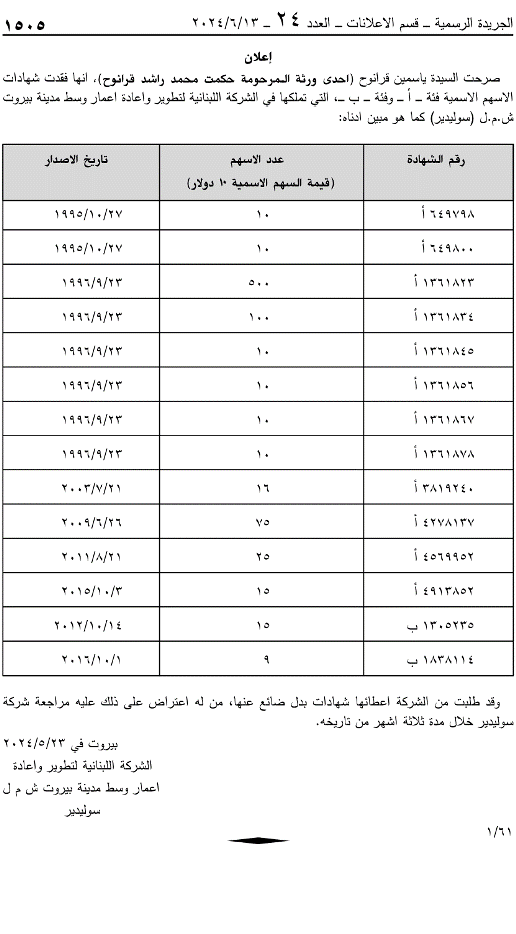 الجريدة الرسمية ــ قسم الاعلانات ــ العدد ٢٤ ــ ٢٠٢٤/٦/١٣ ١٥٠٥
إعلان
صرحت السيدة ياسمين قرانوح (احدى ورثة المرحومة حكمت محمد راشد قرانوح)، انها فقدت شهادات
الاسهم الاسمية فئة ــ أ ــ وفئة ــ ب ــ، التي تملكها في الشركة اللبنانية لتطوير واعادة اعمار وسط مدينة بيروت
ش.م.ل (سوليدير) كما هو مبين ادناه:
رقم الشهادة عدد الاسهم تاريخ الاصدار
(قيمة السهم الاسمية ١٠ دولار)
٦٤٩٧٩٨ أ ١٠ ١٩٩٥/١٠/٢٧
٦٤٩٨٠٠ أ ١٠ ١٩٩٥/١٠/٢٧
١٣٦١٨٢٣ أ ٥٠٠ ١٩٩٦/٩/٢٣
١٣٦١٨٣٤ أ ١٠٠ ١٩٩٦/٩/٢٣
١٣٦١٨٤٥ أ ١٠ ١٩٩٦/٩/٢٣
١٣٦١٨٥٦ أ ١٠ ١٩٩٦/٩/٢٣
١٣٦١٨٦٧ أ ١٠ ١٩٩٦/٩/٢٣
١٣٦١٨٧٨ أ ١٠ ١٩٩٦/٩/٢٣
٣٨١٩٢٤٠ أ ١٦ ٢٠٠٣/٧/٢١
٤٢٧٨١٣٧ أ ٧٥ ٢٠٠٩/٦/٢٦
٤٥٦٩٩٥٢ أ ٢٥ ٢٠١١/٨/٢١
٤٩١٣٨٥٢ أ ١٥ ٢٠١٥/١٠/٣
١٣٠٥٢٣٥ ب ١٥ ٢٠١٢/١٠/١٤
١٨٣٨١١٤ ب ٩ ٢٠١٦/١٠/١
وقد طلبت من الشركة اعطائها شهادات بدل ضائع عنها، من له اعتراض على ذلك عليه مراجعة شركة
سوليدير خلال مدة ثلاثة اشهر من تاريخه.
بيروت في ٢٠٢٤/٥/٢٣
الشركة اللبنانية لتطوير واعادة
اعمار وسط مدينة بيروت ش م ل
سوليدير
١/٦١